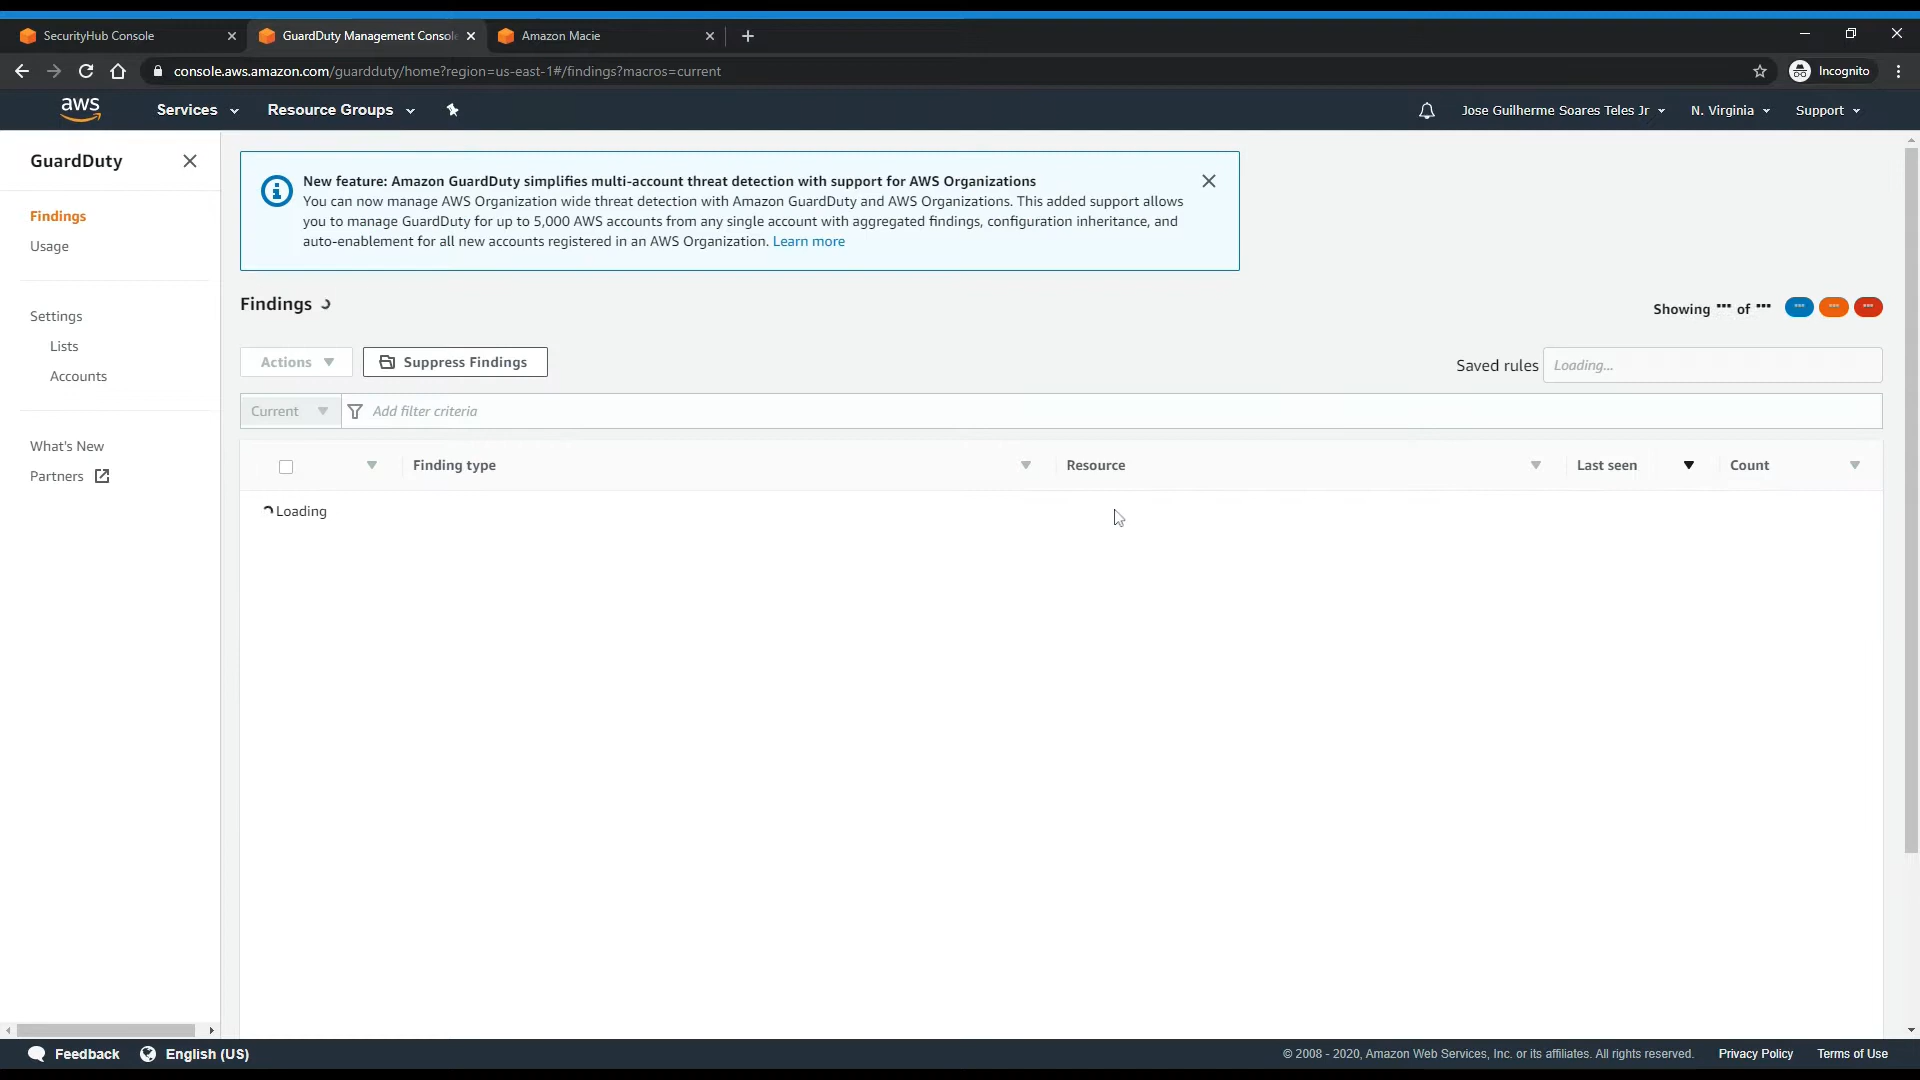 SecurityHub Console
GuardDuty Management Consol
Amazon Macie
console.aws.amazon.com/guardduty/home?region=us-east-1#/findings?macros=current
Incognito
aws
Services
Resource Groups
Jose Guilherme Soares Teles Jr
N. Virginia
Support
GuardDuty
Findings
Usage
Settings
Lists
Accounts
What's New
Partners
New feature: Amazon GuardDuty simplifies multi-account threat detection with support for AWS Organizations
You can now manage AWS Organization wide threat detection with Amazon GuardDuty and AWS Organizations. This added support allows
you to manage GuardDuty for up to 5,000 AWS accounts from any single account with aggregated findings, configuration inheritance, and
auto-enablement for all new accounts registered in an AWS Organization. Learn more
Findings
Showing ··· of ···
Actions
Suppress Findings
Saved rules
Loading...
Current
Add filter criteria
Finding type
Resource
Last seen
Count
Loading
Feedback
English (US)
© 2008 - 2020, Amazon Web Services, Inc. or its affiliates. All rights reserved.
Privacy Policy
Terms of Use